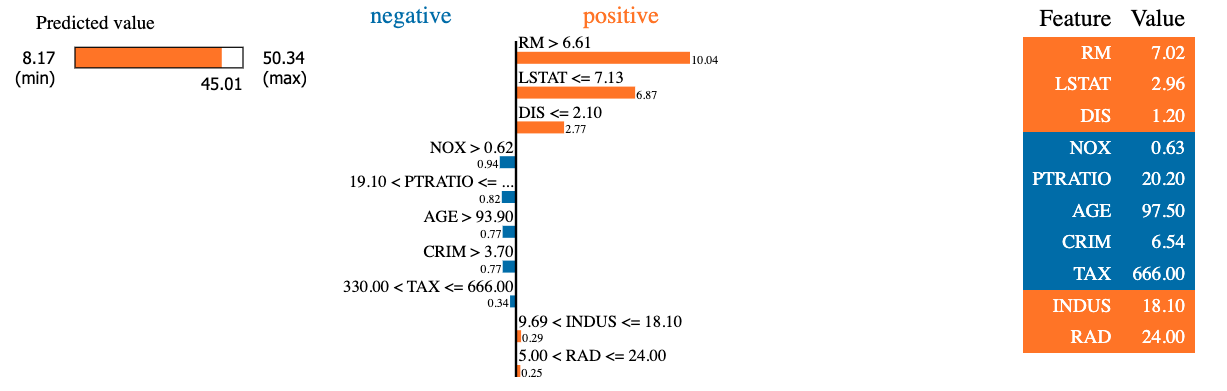 Predicted value
8.17
(min)
50.34
(max)
45.01
negative
positive
RM > 6.61
10.04
LSTAT <= 7.13
6.87
DIS <= 2.10
2.77
NOX > 0.62
0.94
19.10 < PTRATIO <= ...
0.82
AGE > 93.90
0.77
CRIM > 3.70
0.77
330.00 < TAX <= 666.00
0.34
9.69 < INDUS <= 18.10
0.29
5.00 < RAD <= 24.00
0.25
Feature Value
RM 7.02
LSTAT 2.96
DIS 1.20
NOX 0.63
PTRATIO 20.20
AGE 97.50
CRIM 6.54
TAX 666.00
INDUS 18.10
RAD 24.00